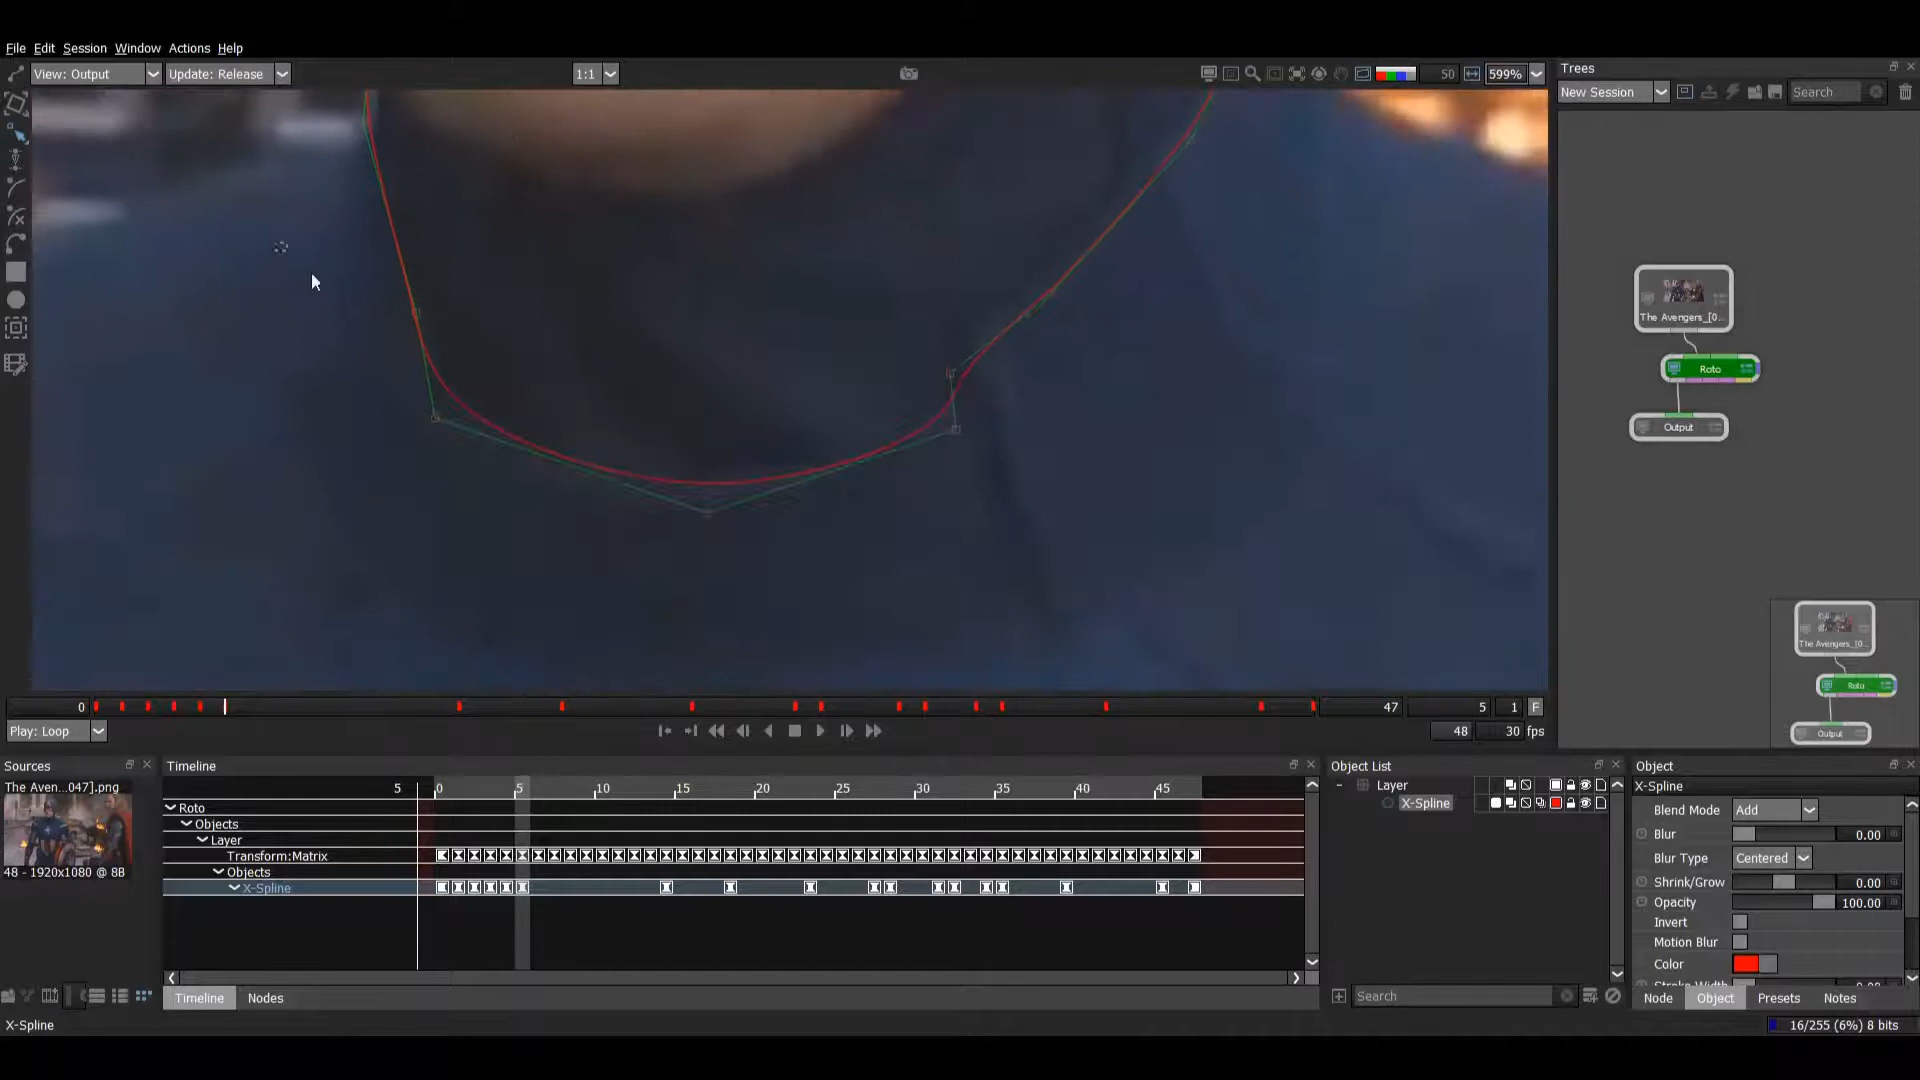 File Edit Session Window Actions Help
View: Output Update: Release 1:1 50 599%
Trees
New Session Search
The Avengers_[0...
Roto
Output
The Avengers_[0...
Roto
Output
0 47 5 1 F
Play: Loop 48 30 fps
Sources
The Aven...047].png
48 - 1920x1080 @ 8B
Timeline
5 0 5 10 15 20 25 30 35 40 45
Roto
Objects
Layer
Transform:Matrix
Objects
X-Spline
Timeline Nodes
Object List
Layer
X-Spline
Search
Object
X-Spline
Blend Mode Add
Blur 0.00
Blur Type Centered
Shrink/Grow 0.00
Opacity 100.00
Invert
Motion Blur
Color
Node Object Presets Notes
X-Spline
16/255 (6%) 8 bits